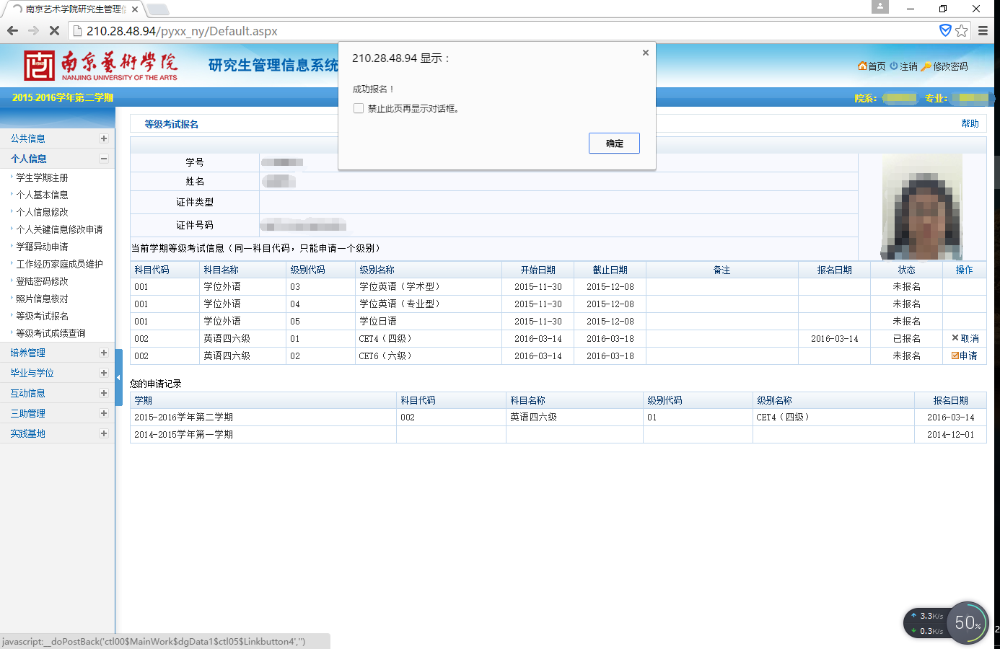 南京艺术学院研究生管理信
210.28.48.94/pyxx_ny/Default.aspx
南京藝術學院
NANJING UNIVERSITY OF THE ARTS
研究生管理信息系统
首页 注销 修改密码
2015-2016学年第二学期
院系: 专业:
210.28.48.94 显示：
成功报名！
禁止此页再显示对话框。
确定
公共信息
个人信息
学生学期注册
个人基本信息
个人信息修改
个人关键信息修改申请
学籍异动申请
工作经历家庭成员维护
登陆密码修改
照片信息核对
等级考试报名
等级考试成绩查询
培养管理
毕业与学位
互动信息
三助管理
实践基地
等级考试报名 帮助
学号
姓名
证件类型
证件号码
当前学期等级考试信息（同一科目代码，只能申请一个级别）
科目代码 科目名称 级别代码 级别名称 开始日期 截止日期 备注 报名日期 状态 操作
001 学位外语 03 学位英语（学术型） 2015-11-30 2015-12-08 未报名
001 学位外语 04 学位英语（专业型） 2015-11-30 2015-12-08 未报名
001 学位外语 05 学位日语 2015-11-30 2015-12-08 未报名
002 英语四六级 01 CET4（四级） 2016-03-14 2016-03-18 2016-03-14 已报名 取消
002 英语四六级 02 CET6（六级） 2016-03-14 2016-03-18 未报名 申请
您的申请记录
学期 科目代码 科目名称 级别代码 级别名称 报名日期
2015-2016学年第二学期 002 英语四六级 01 CET4（四级） 2016-03-14
2014-2015学年第一学期 2014-12-01
3.3K/s
0.3K/s
50%
2
javascript:__doPostBack('ctl00$MainWork$dgData1$ctl05$Linkbutton4','')